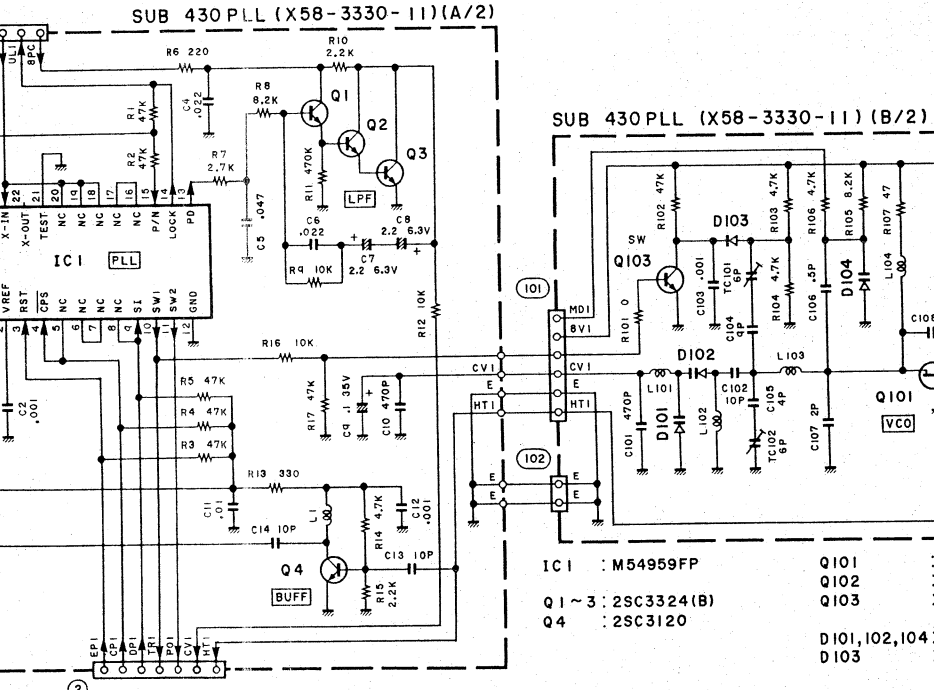 SUB 430 PLL (X58-3330-11)(A/2)
UL1
8PC
R6 220
R10
2.2K
R1
47K
C4
.022
R8
8.2K
Q1
Q2
Q3
R2
47K
R7
2.7K
R11 470K
LPF
.047
C5
C6
.022
C8
2.2 6.3V
C7
2.2 6.3V
R9 10K
R12 10K
22 21 20 19 18 17 16 15 14 13
X-IN
X-OUT
TEST
NC
NC
NC
NC
NC
P/N
LOCK
PD
IC1
PLL
VREF
RST
CPS
NC
NC
NC
NC
SI
SW1
SW2
GND
2 3 4 5 6 7 8 9 10 11 12
C2
.001
R16 10K
R5 47K
R4 47K
R3 47K
R17 47K
C9 .1 35V
C10 470P
R13 330
C11
.01
L1
R14 4.7K
C12
.001
C14 10P
C13 10P
Q4
BUFF
R15
2.2K
EP1
CP1
DP1
TR1
PO1
CV1
HT1
2
CV1
E
HT1
E
E
SUB 430 PLL (X58-3330-11)(B/2)
101
MD1
8V1
CV1
E
HT1
102
E
E
SW
Q103
R101 0
R102 47K
D103
C103 .001
TC101
6P
R103 4.7K
R104 4.7K
R106 4.7K
R105 8.2K
R107 47
L104
C104
9P
C106 .5P
D104
D102
L103
C101 470P
L101
D101
L102
C102
10P
C105
4P
TC102
6P
C107 2P
Q101
VCO
IC1 : M54959FP
Q1~3 : 2SC3324(B)
Q4 : 2SC3120
Q101 :
Q102 :
Q103 :
D101,102,104 :
D103 :